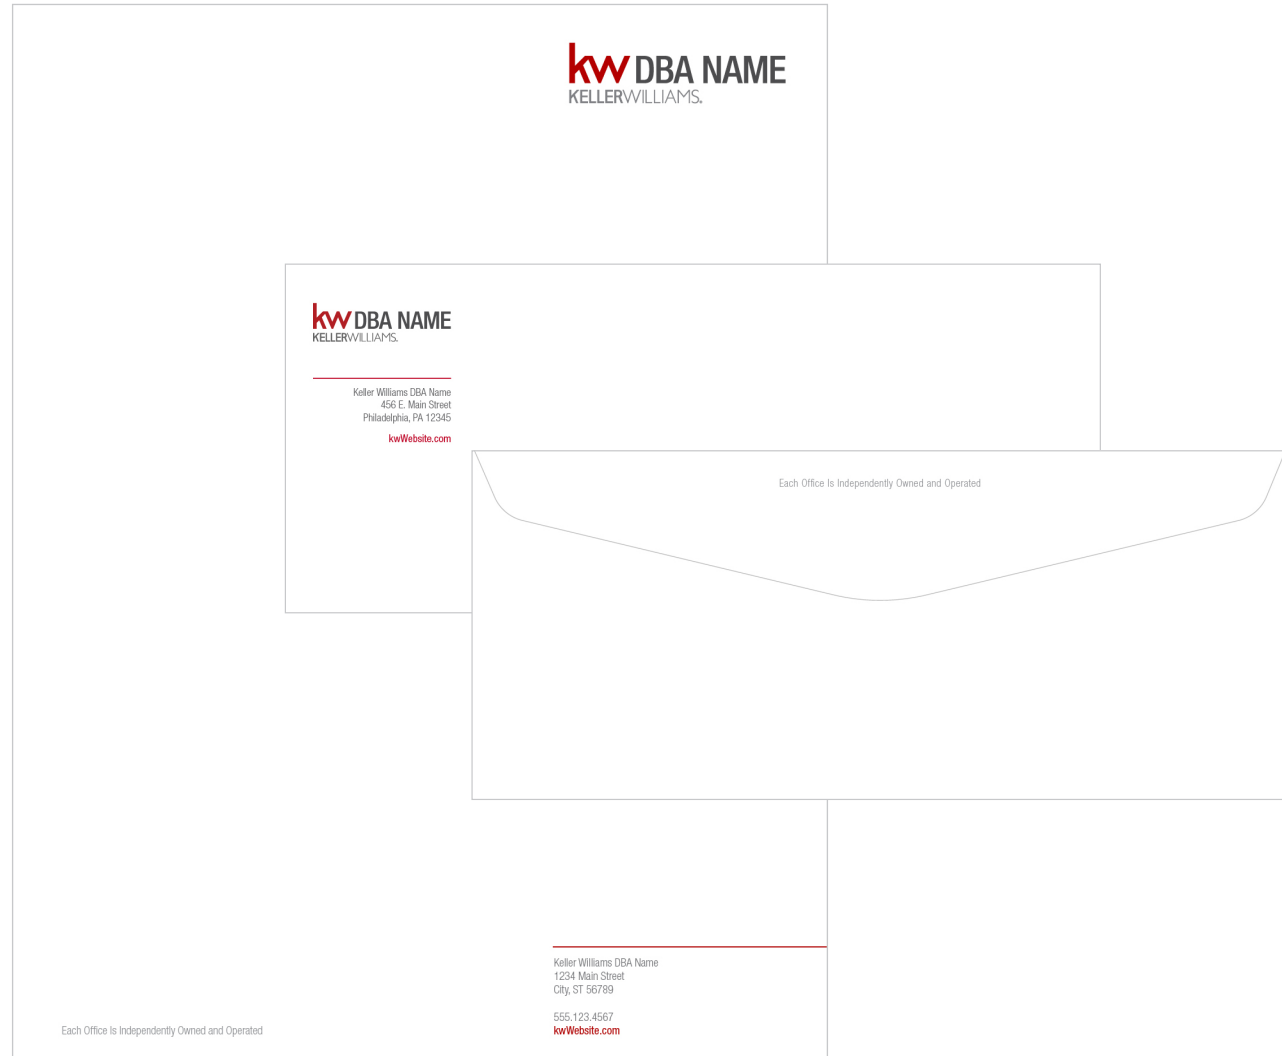 kw DBA NAME
KELLERWILLIAMS.
kw DBA NAME
KELLERWILLIAMS.
Keller Williams DBA Name
456 E. Main Street
Philadelphia, PA 12345
kwWebsite.com
Each Office Is Independently Owned and Operated
Keller Williams DBA Name
1234 Main Street
City, ST 56789
555.123.4567
kwWebsite.com
Each Office Is Independently Owned and Operated